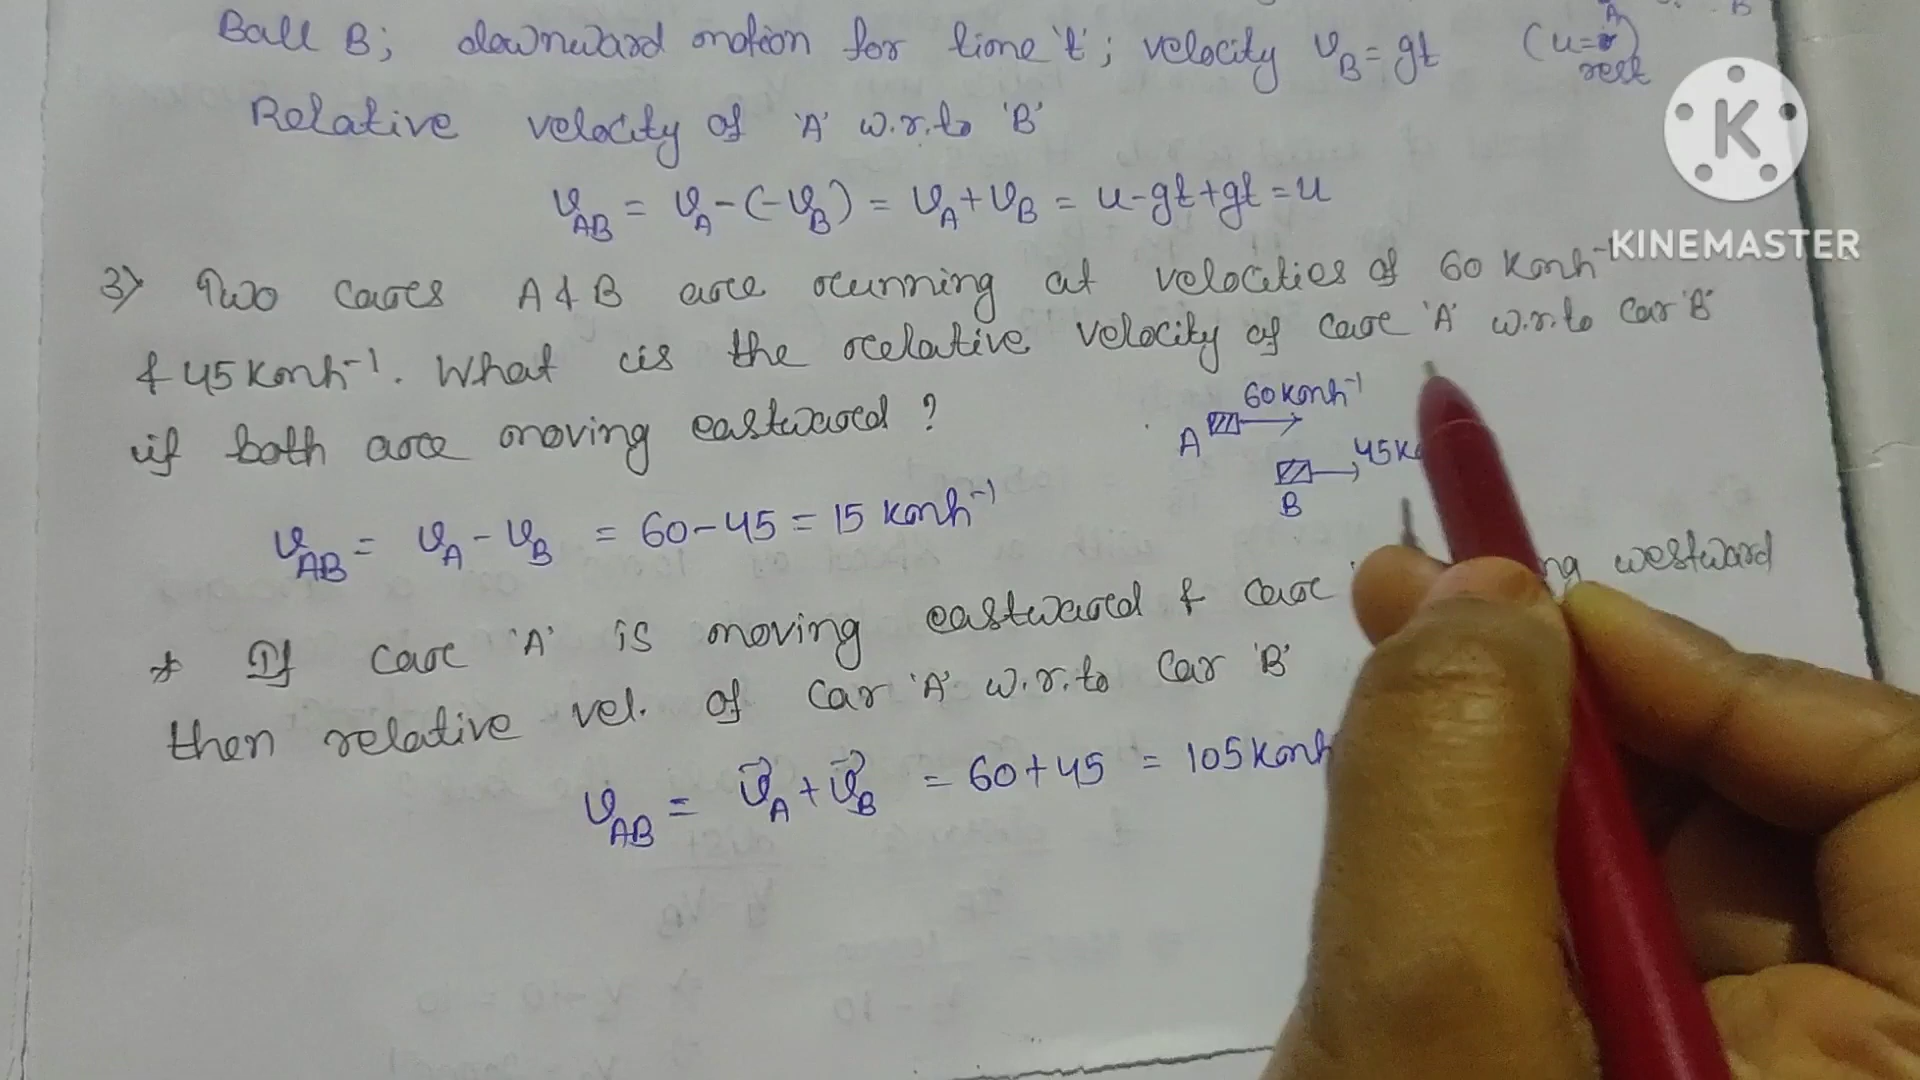 Ball B; downward motion for time 't'; velocity v_B = gt (u=
rest
Relative velocity of 'A' w.r.to 'B'
v_AB = v_A - (-v_B) = v_A + v_B = u-gt+gt = u
KINEMASTER
3) Two cars A & B are running at velocities of 60 Kmh⁻¹
& 45 Kmh⁻¹. What is the relative velocity of car 'A' w.r.to Car 'B'
if both are moving eastward?
60 Kmh⁻¹
A
45 K
B
v_AB = v_A - v_B = 60-45 = 15 Kmh⁻¹
* If Car 'A' is moving eastward & car ng westward
then relative vel. of Car 'A' w.r.to Car 'B'
v_AB = v⃗_A + v⃗_B = 60+45 = 105 Kmh